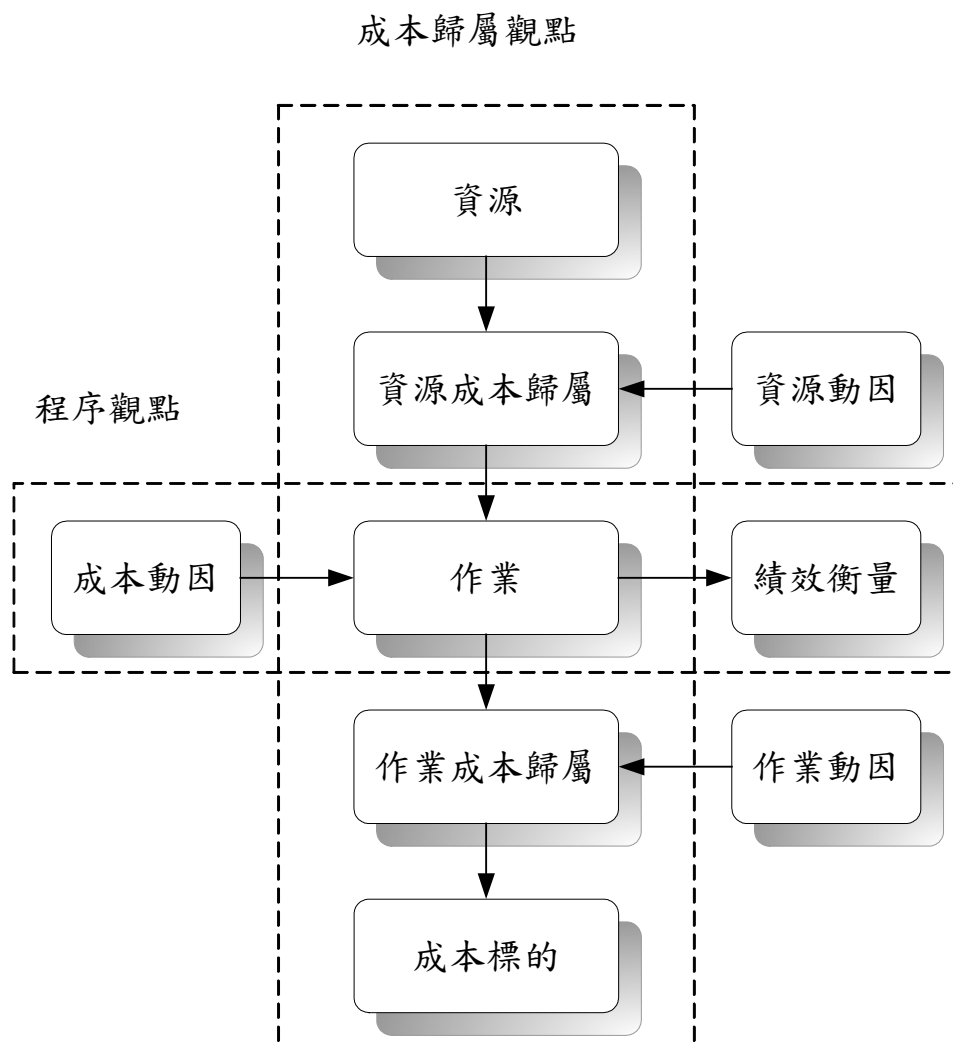 成本歸屬觀點
資源
資源成本歸屬
資源動因
程序觀點
成本動因
作業
績效衡量
作業成本歸屬
作業動因
成本標的